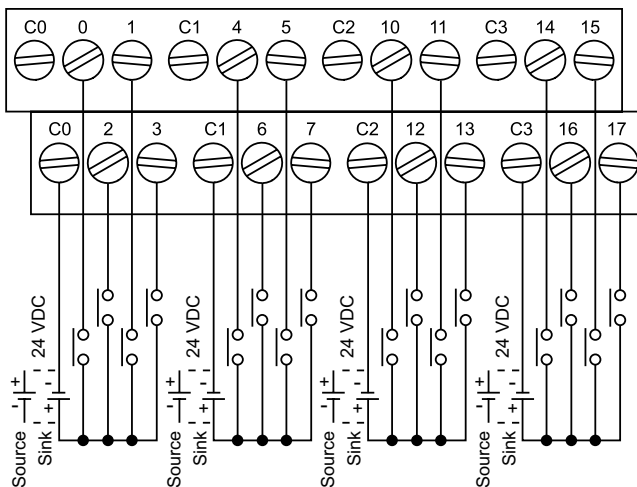 C0 0 1 C1 4 5 C2 10 11 C3 14 15
C0 2 3 C1 6 7 C2 12 13 C3 16 17
24 VDC 24 VDC 24 VDC 24 VDC
+ - + - + - + -
- + - + - + - +
Source Sink Source Sink Source Sink Source Sink